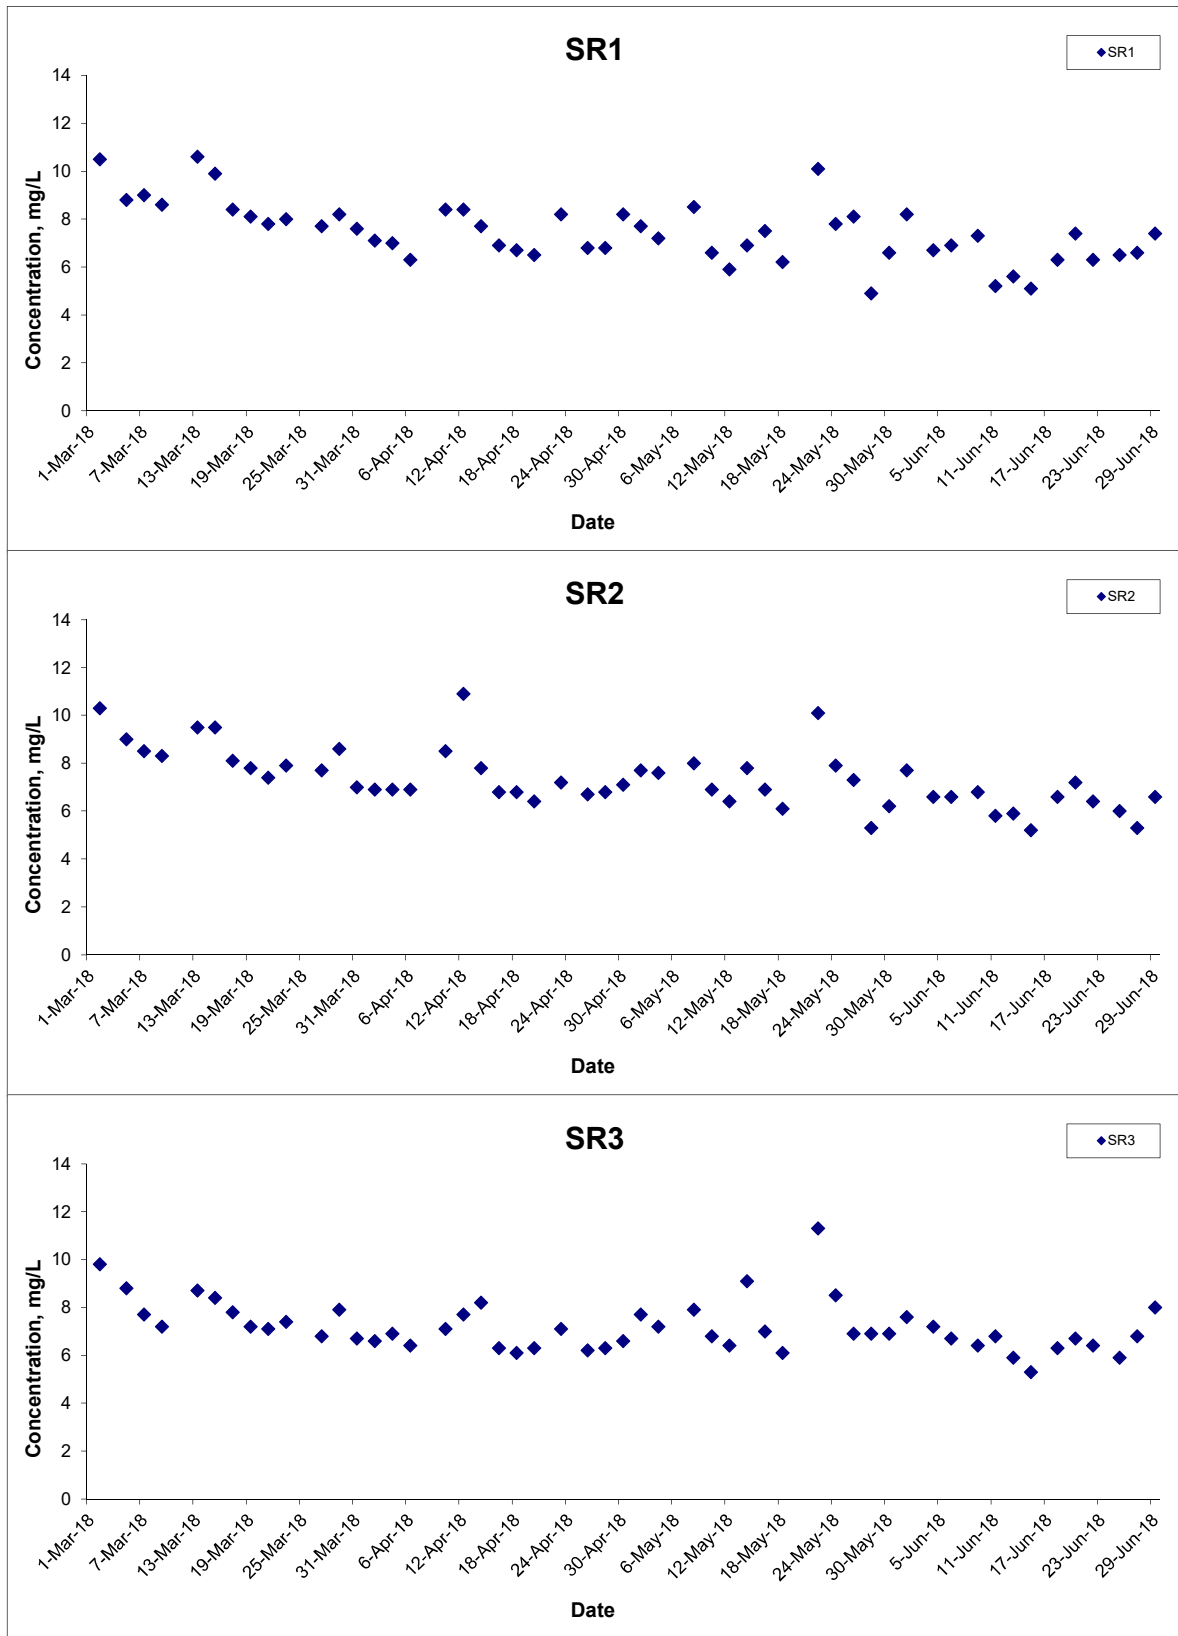 SR1
SR1
Concentration, mg/L
14
12
10
8
6
4
2
0
1-Mar-18
7-Mar-18
13-Mar-18
19-Mar-18
25-Mar-18
31-Mar-18
6-Apr-18
12-Apr-18
18-Apr-18
24-Apr-18
30-Apr-18
6-May-18
12-May-18
18-May-18
24-May-18
30-May-18
5-Jun-18
11-Jun-18
17-Jun-18
23-Jun-18
29-Jun-18
Date
SR2
SR2
Concentration, mg/L
14
12
10
8
6
4
2
0
1-Mar-18
7-Mar-18
13-Mar-18
19-Mar-18
25-Mar-18
31-Mar-18
6-Apr-18
12-Apr-18
18-Apr-18
24-Apr-18
30-Apr-18
6-May-18
12-May-18
18-May-18
24-May-18
30-May-18
5-Jun-18
11-Jun-18
17-Jun-18
23-Jun-18
29-Jun-18
Date
SR3
SR3
Concentration, mg/L
14
12
10
8
6
4
2
0
1-Mar-18
7-Mar-18
13-Mar-18
19-Mar-18
25-Mar-18
31-Mar-18
6-Apr-18
12-Apr-18
18-Apr-18
24-Apr-18
30-Apr-18
6-May-18
12-May-18
18-May-18
24-May-18
30-May-18
5-Jun-18
11-Jun-18
17-Jun-18
23-Jun-18
29-Jun-18
Date